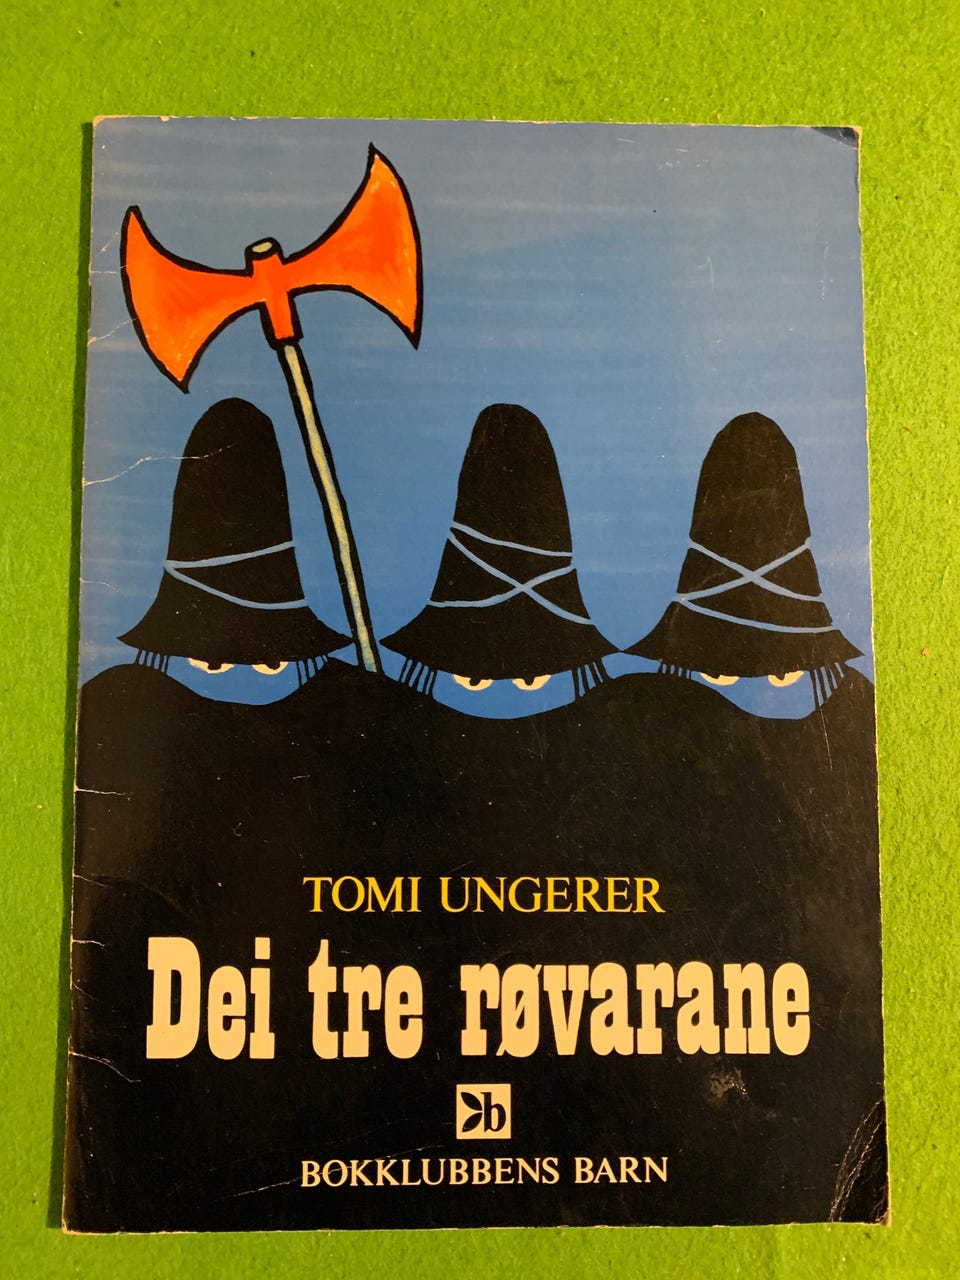 TOMI UNGERER
Dei tre røvarane
b
BOKKLUBBENS BARN